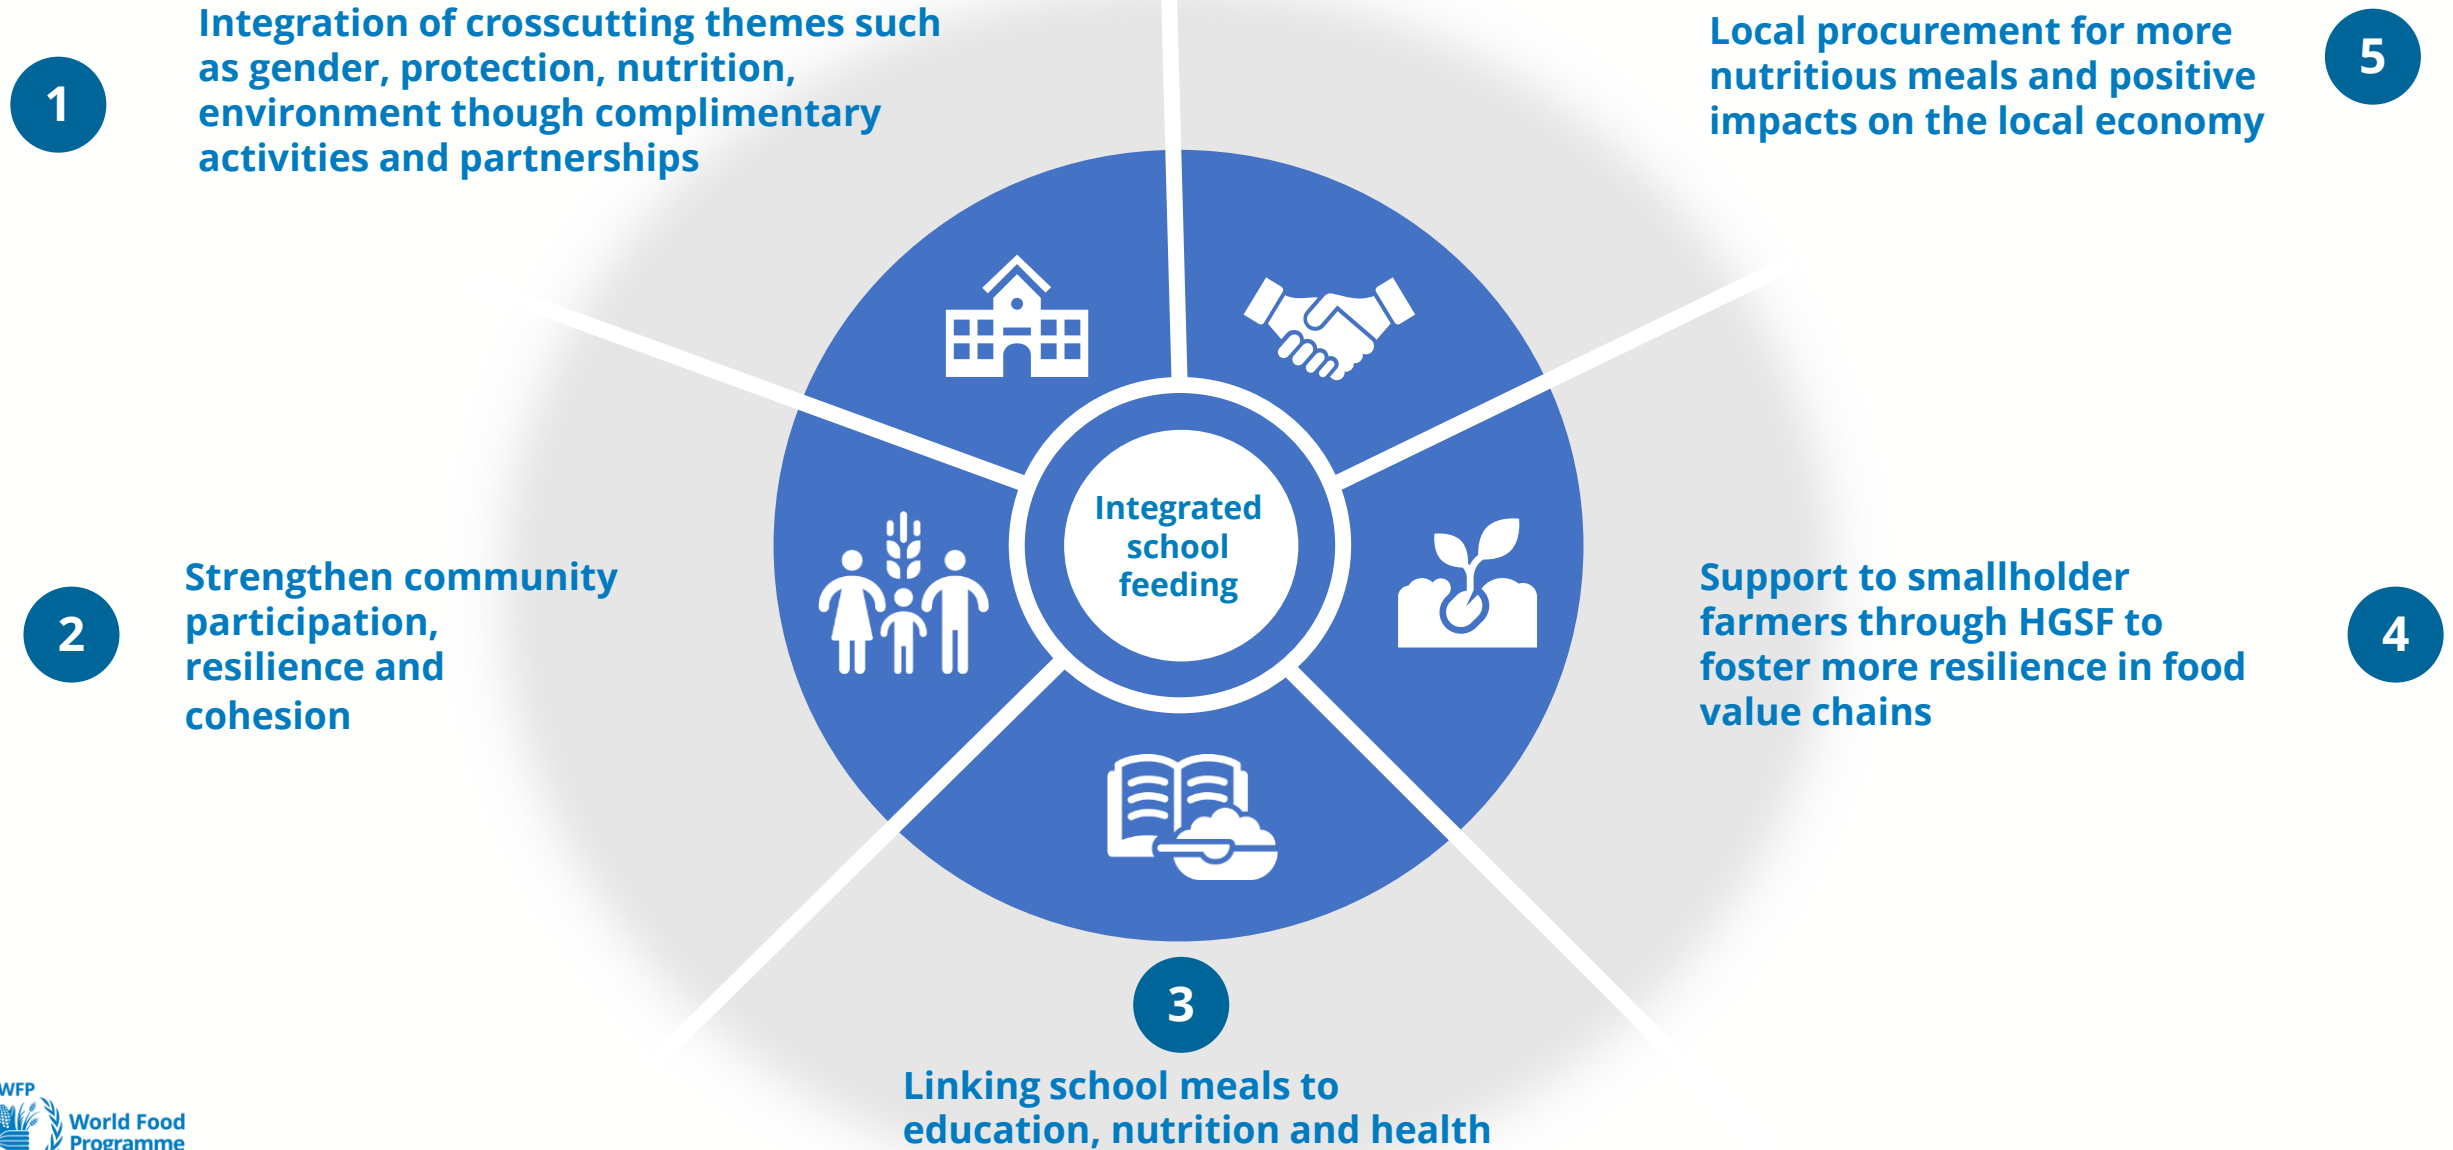 1
Integration of crosscutting themes such
as gender, protection, nutrition,
environment though complimentary
activities and partnerships
2
Strengthen community
participation,
resilience and
cohesion
Integrated
school
feeding
3
Linking school meals to
education, nutrition and health
Support to smallholder
farmers through HGSF to
foster more resilience in food
value chains
4
Local procurement for more
nutritious meals and positive
impacts on the local economy
5
WFP
World Food
Programme